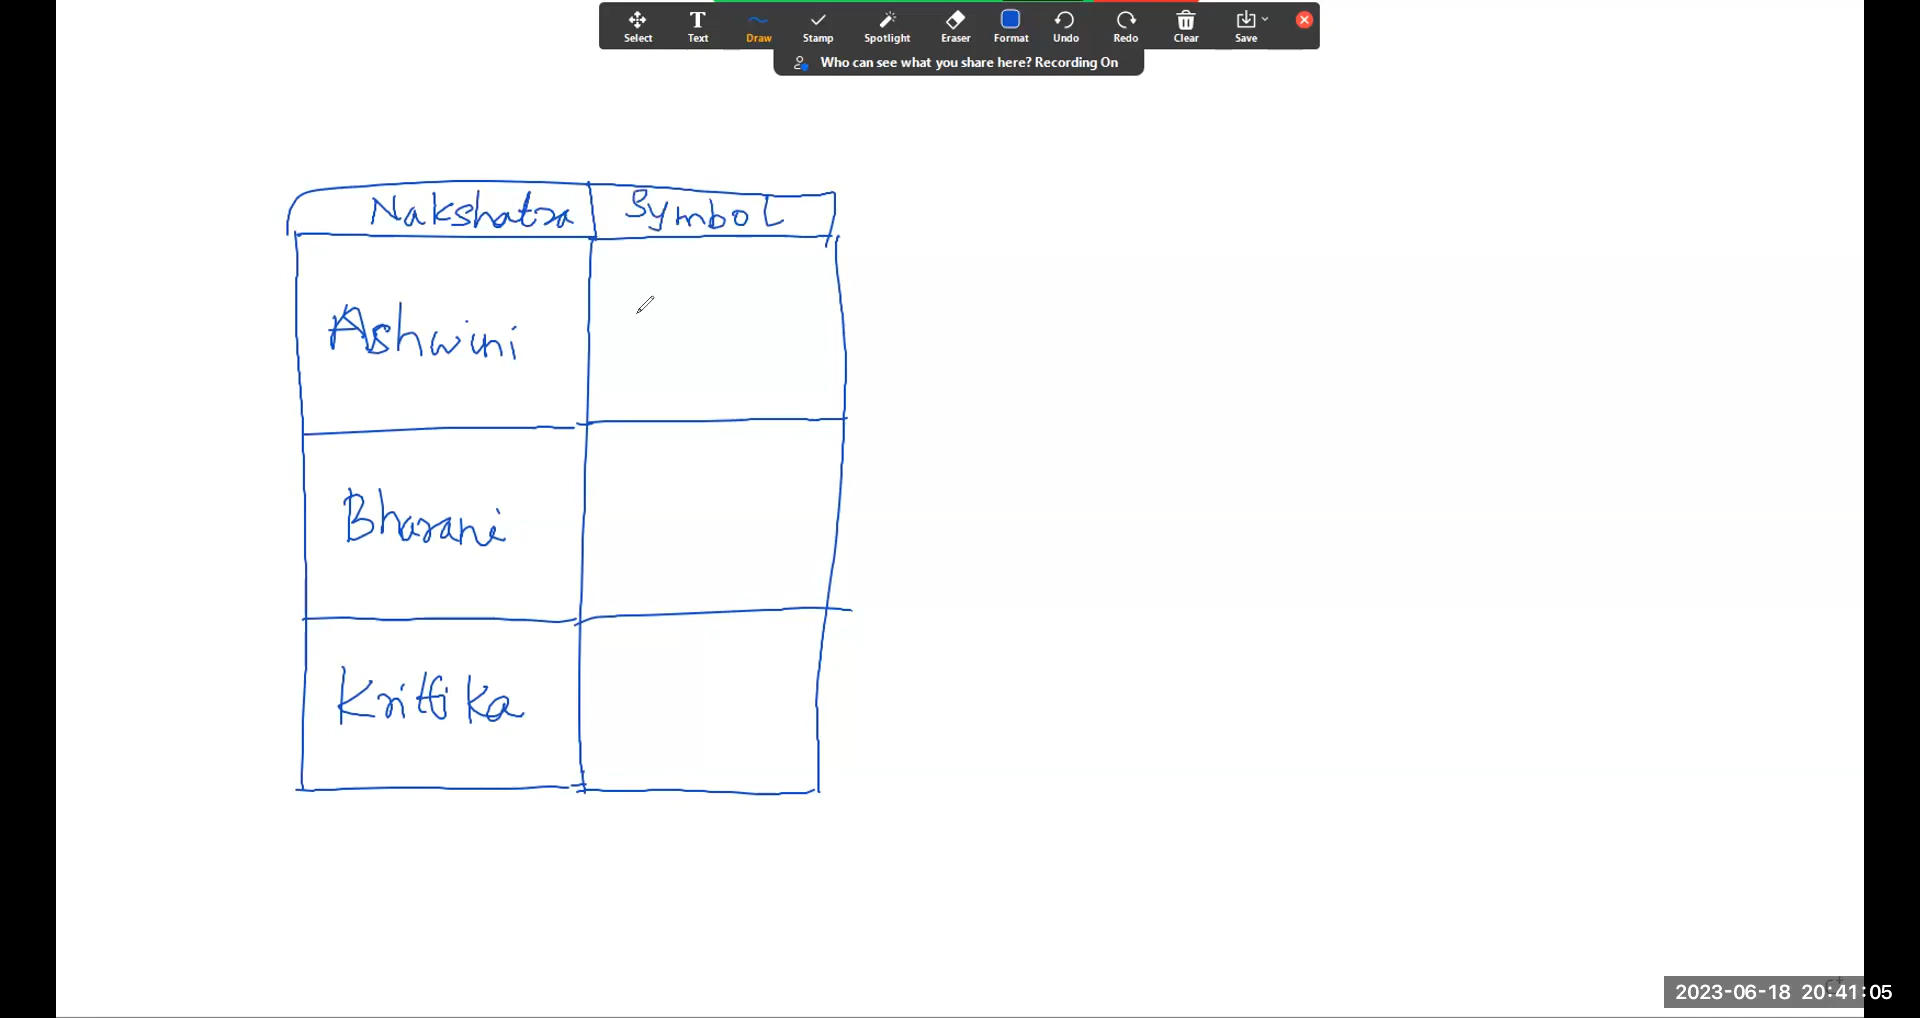 Select Text Draw Stamp Spotlight Eraser Format Undo Redo Clear Save
Who can see what you share here? Recording On
Nakshatra Symbol
Ashwini
Bharani
Krittika
2023-06-18 20:41:05